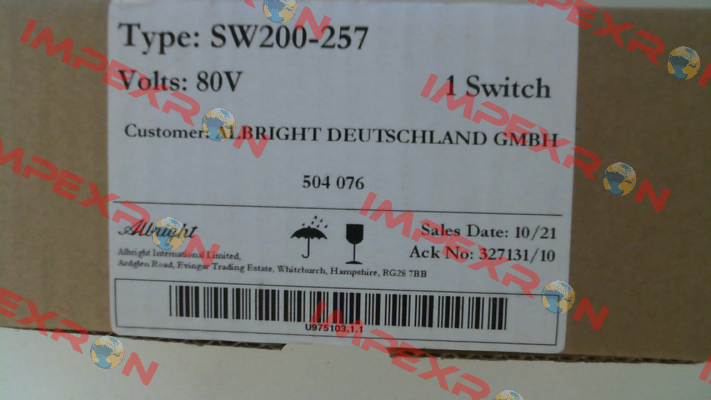 Type: SW200-257
Volts: 80V
1 Switch
Customer: ALBRIGHT DEUTSCHLAND GMBH
504 076
Albright
Sales Date: 10/21
Ack No: 327131/10
Albright International Limited,
Ardglen Road, Evingar Trading Estate, Whitchurch, Hampshire, RG28 7BB
U975103.1.1
IMPEXRON
IMPEXRON
IMPEXRON
IMPEXRON
IMPEXRON
IMPEXRON
IMPEXRON